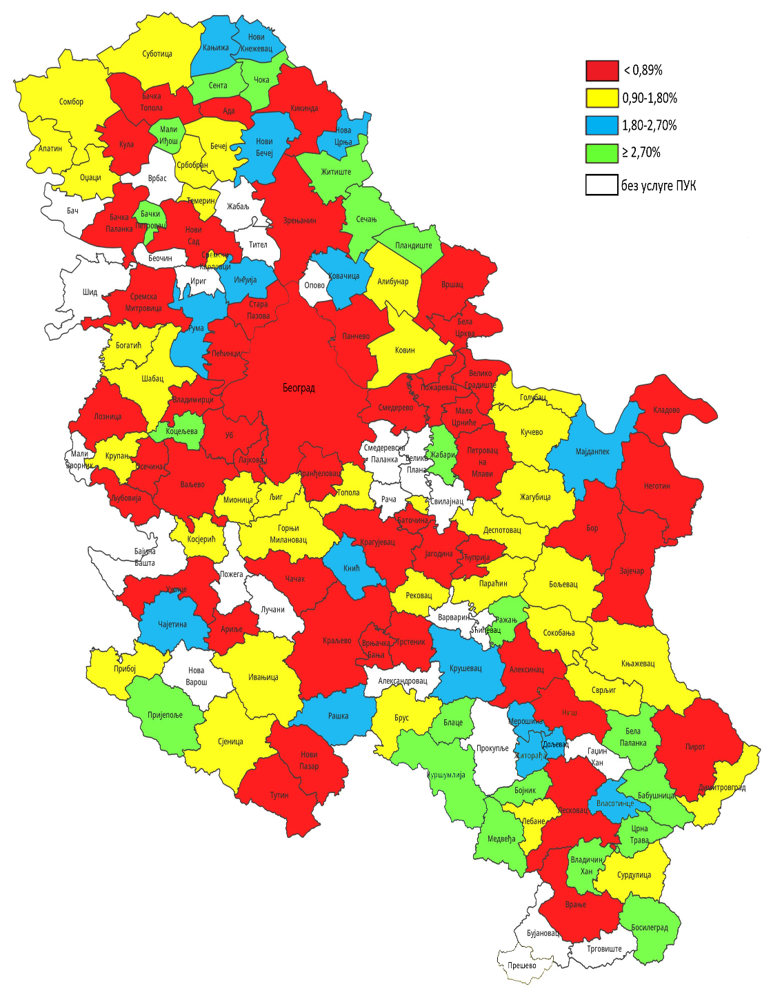 < 0,89%
0,90-1,80%
1,80-2,70%
≥ 2,70%
без услуге ПУК
Суботица
Кањижа
Нови
Кнежевац
Сомбор
Бачка
Топола
Сента
Чока
Ада
Кикинда
Апатин
Кула
Мали
Иђош
Бечеј
Нови
Бечеј
Нова
Црња
Оџаци
Врбас
Србобран
Житиште
Бач
Темерин
Жабаљ
Бачка
Паланка
Бачки
Петровац
Нови
Сад
Зрењанин
Сечањ
Тител
Пландиште
Беочин
Сремски
Карловци
Шид
Сремска
Митровица
Ириг
Инђија
Опово
Ковачица
Алибунар
Вршац
Стара
Пазова
Рума
Панчево
Бела
Црква
Богатић
Пећинци
Ковин
Шабац
Београд
Велико
Градиште
Пожаревац
Голубац
Владимирци
Лозница
Смедерево
Мало
Црниће
Кладово
Коцељева
Уб
Кучево
Мајданпек
Мали
Зворник
Крупањ
Осечина
Лајковац
Смедеревска
Паланка
Велика
Плана
Жабари
Петровац
на
Млави
Аранђеловац
Љубовија
Ваљево
Мионица
Љиг
Топола
Рача
Свилајнац
Жагубица
Неготин
Баточина
Деспотовац
Бор
Косјерић
Горњи
Милановац
Крагујевац
Бајина
Башта
Јагодина
Ћуприја
Пожега
Чачак
Кнић
Зајечар
Ужице
Рековац
Параћин
Бољевац
Лучани
Варварин
Чајетина
Ариље
Ћићевац
Ражањ
Сокобања
Краљево
Врњачка
Бања
Трстеник
Прибој
Нова
Варош
Ивањица
Александровац
Крушевац
Алексинац
Књажевац
Сврљиг
Пријепоље
Рашка
Брус
Блаце
Мерошина
Ниш
Сјеница
Бела
Паланка
Пирот
Нови
Пазар
Прокупље
Житорађа
Дољевац
Гаџин
Хан
Куршумлија
Тутин
Бојник
Димитровград
Бабушница
Власотинце
Лесковац
Лебане
Медвеђа
Црна
Трава
Владичин
Хан
Сурдулица
Врање
Бујановац
Босилеград
Трговиште
Прешево